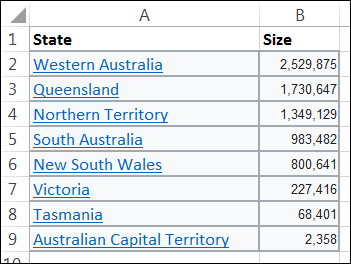 A B
1 State Size
2 Western Australia 2,529,875
3 Queensland 1,730,647
4 Northern Territory 1,349,129
5 South Australia 983,482
6 New South Wales 800,641
7 Victoria 227,416
8 Tasmania 68,401
9 Australian Capital Territory 2,358
10